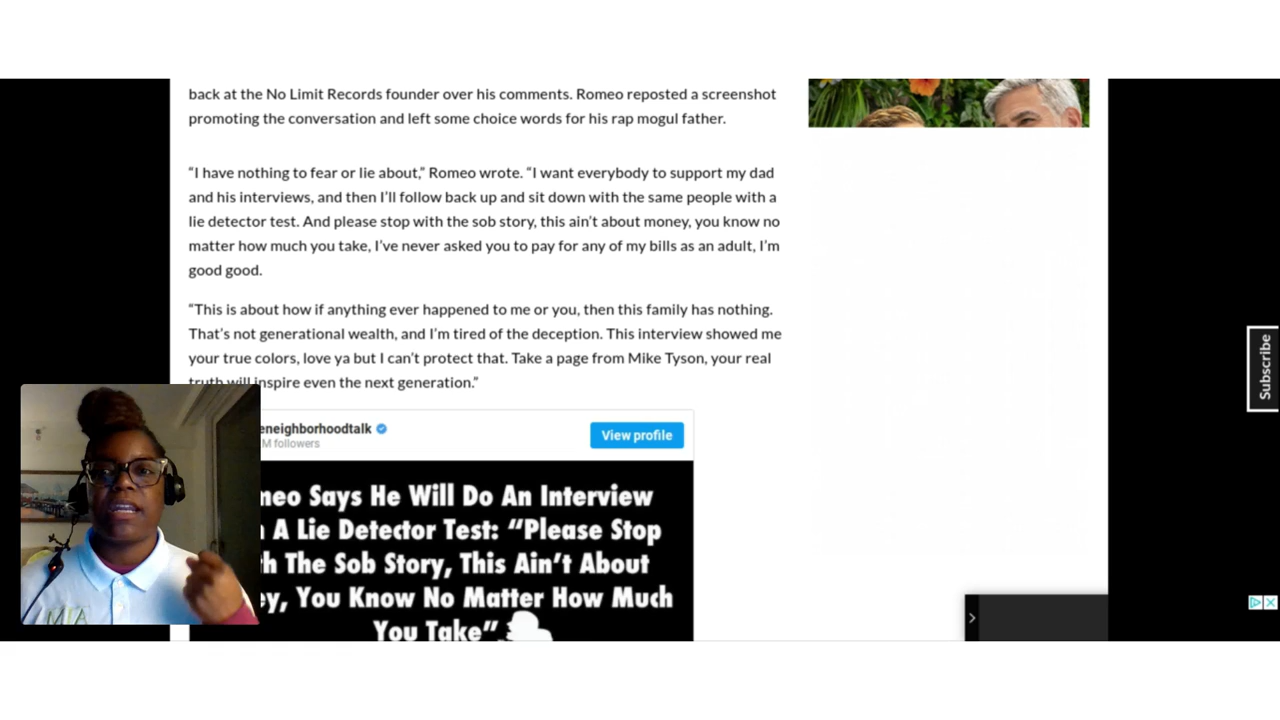 back at the No Limit Records founder over his comments. Romeo reposted a screenshot
promoting the conversation and left some choice words for his rap mogul father.
“I have nothing to fear or lie about,” Romeo wrote. “I want everybody to support my dad
and his interviews, and then I’ll follow back up and sit down with the same people with a
lie detector test. And please stop with the sob story, this ain’t about money, you know no
matter how much you take, I’ve never asked you to pay for any of my bills as an adult, I’m
good good.
“This is about how if anything ever happened to me or you, then this family has nothing.
That’s not generational wealth, and I’m tired of the deception. This interview showed me
your true colors, love ya but I can’t protect that. Take a page from Mike Tyson, your real
truth will inspire even the next generation.”
eneighborhoodtalk
M followers
View profile
meo Says He Will Do An Interview
A Lie Detector Test: “Please Stop
h The Sob Story, This Ain’t About
ey, You Know No Matter How Much
You Take”
Subscribe